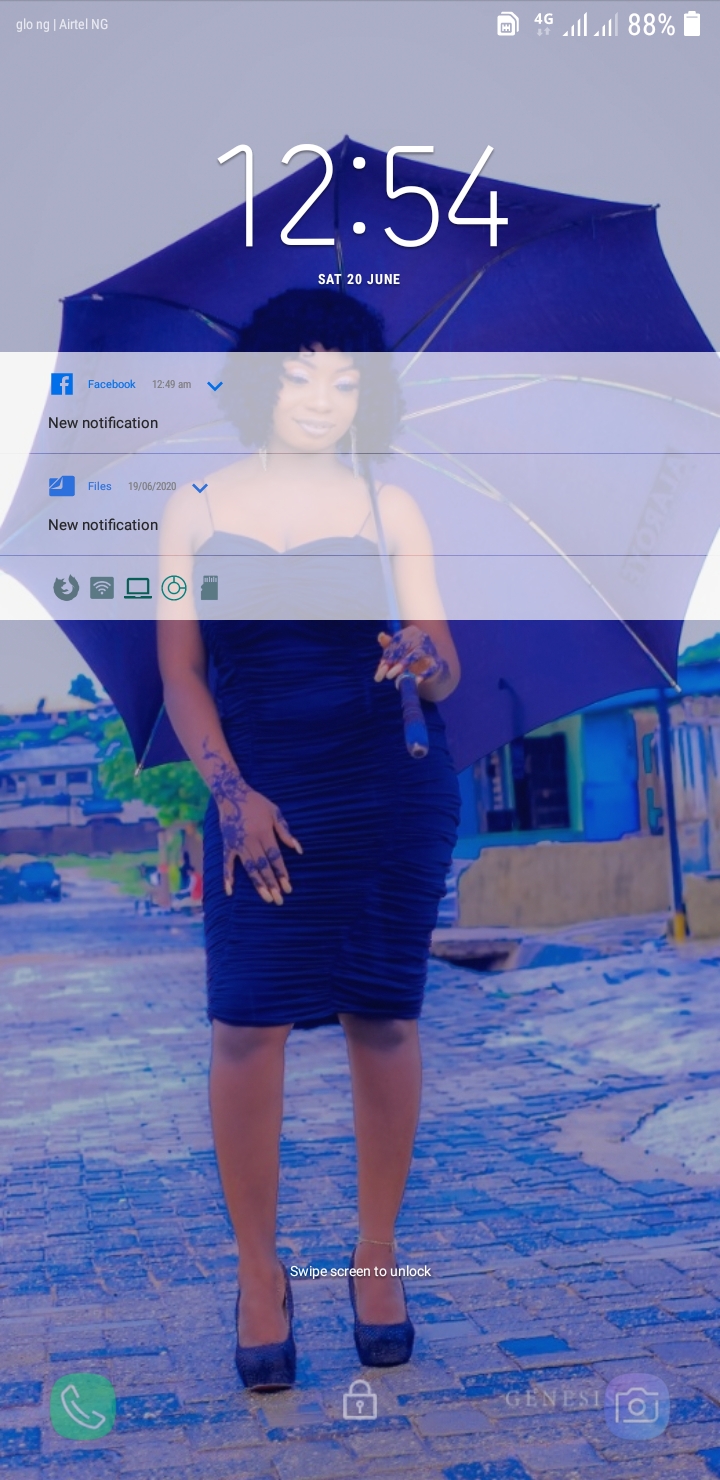 glo ng | Airtel NG
4G
88%
12:54
SAT 20 JUNE
Facebook 12:49 am
New notification
Files 19/06/2020
New notification
Swipe screen to unlock